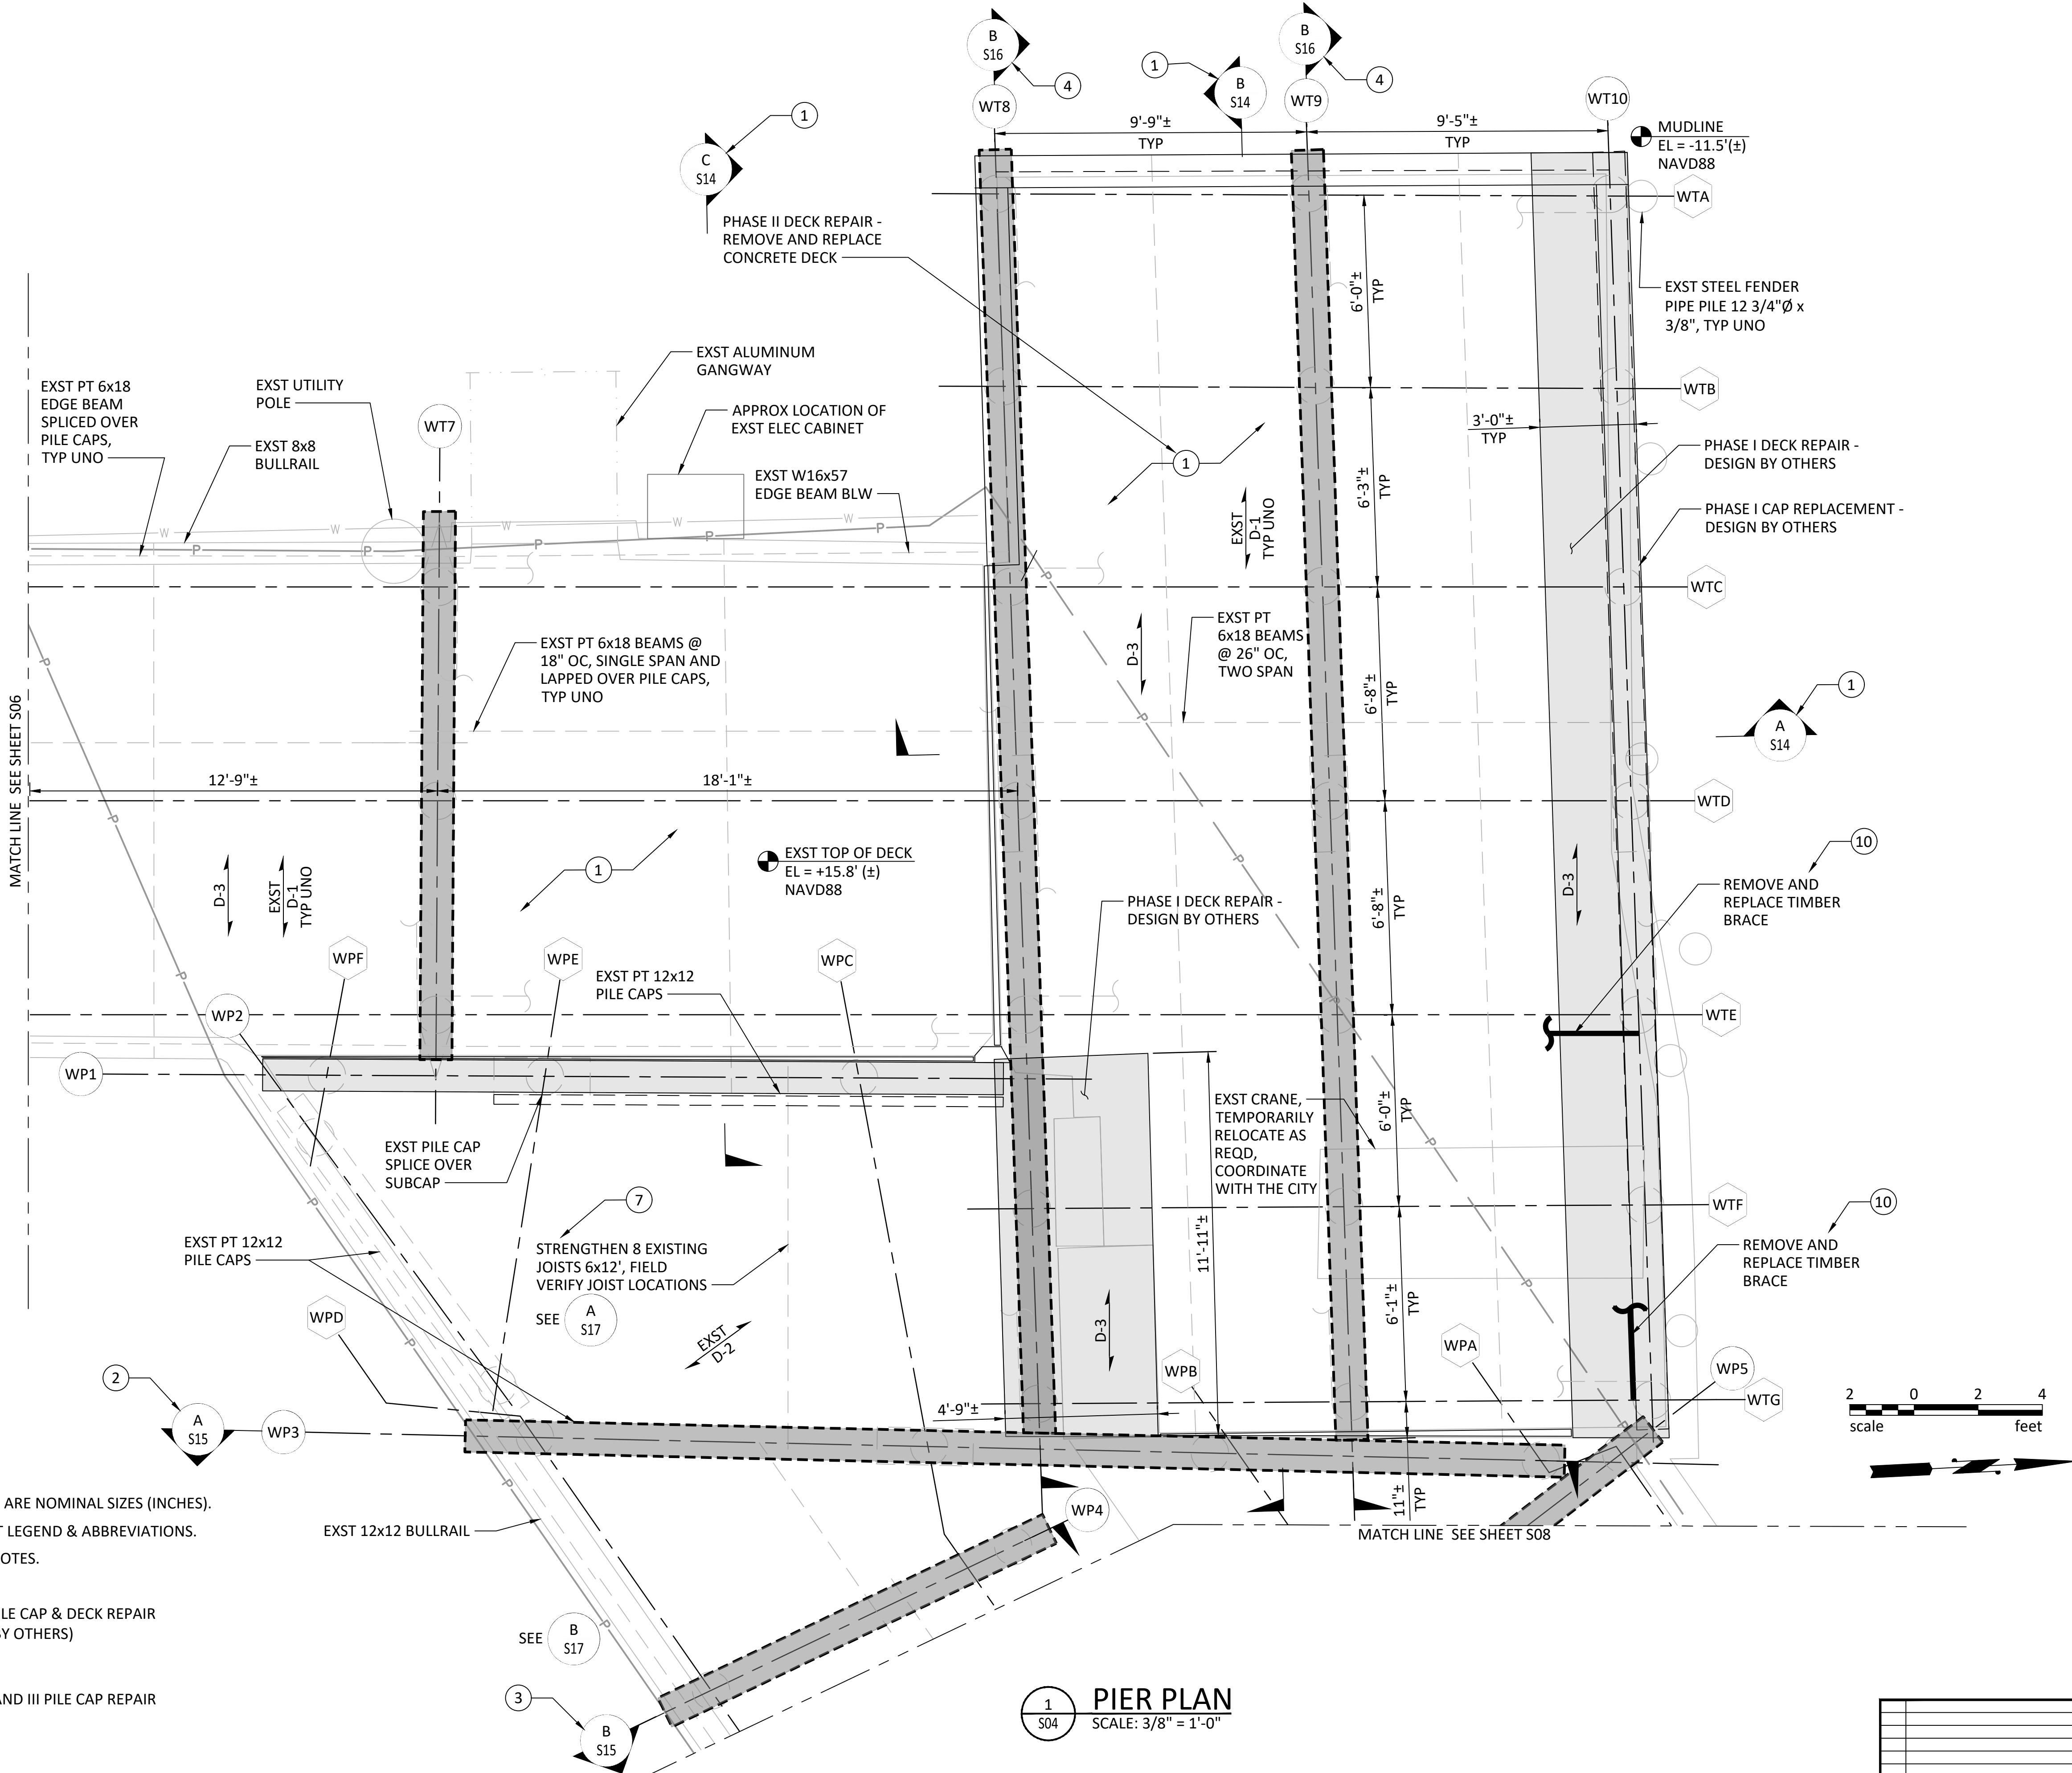 B
S16
4
WT8
1
B
S14
B
S16
4
WT9
WT10
9'-9"±
TYP
9'-5"±
TYP
MUDLINE
EL = -11.5'(±)
NAVD88
1
C
S14
WTA
PHASE II DECK REPAIR -
REMOVE AND REPLACE
CONCRETE DECK
6'-0"±
TYP
EXST STEEL FENDER
PIPE PILE 12 3/4"Ø x
3/8", TYP UNO
EXST ALUMINUM
GANGWAY
EXST PT 6x18
EDGE BEAM
SPLICED OVER
PILE CAPS,
TYP UNO
EXST UTILITY
POLE
EXST 8x8
BULLRAIL
WT7
APPROX LOCATION OF
EXST ELEC CABINET
EXST W16x57
EDGE BEAM BLW
1
WTB
3'-0"±
TYP
PHASE I DECK REPAIR -
DESIGN BY OTHERS
6'-3"±
TYP
EXST
D-1
TYP UNO
PHASE I CAP REPLACEMENT -
DESIGN BY OTHERS
W
W
W
W
W
P
P
P
P
P
P
WTC
EXST PT 6x18 BEAMS @
18" OC, SINGLE SPAN AND
LAPPED OVER PILE CAPS,
TYP UNO
D-3
EXST PT
6x18 BEAMS
@ 26" OC,
TWO SPAN
6'-8"±
TYP
P
P
1
A
S14
MATCH LINE  SEE SHEET S06
12'-9"±
18'-1"±
WTD
P
P
D-3
EXST
D-1
TYP UNO
1
EXST TOP OF DECK
EL = +15.8' (±)
NAVD88
6'-8"±
TYP
D-3
10
REMOVE AND
REPLACE TIMBER
BRACE
PHASE I DECK REPAIR -
DESIGN BY OTHERS
WPF
WPE
WPC
EXST PT 12x12
PILE CAPS
P
P
WP2
WTE
WP1
EXST CRANE,
TEMPORARILY
RELOCATE AS
REQD,
COORDINATE
WITH THE CITY
6'-0"±
TYP
P
EXST PILE CAP
SPLICE OVER
SUBCAP
P
7
STRENGTHEN 8 EXISTING
JOISTS 6x12', FIELD
VERIFY JOIST LOCATIONS
SEE
A
S17
11'-11"±
WTF
10
REMOVE AND
REPLACE TIMBER
BRACE
EXST PT 12x12
PILE CAPS
P
WPD
P
EXST
D-2
D-3
6'-1"±
TYP
WPA
WPB
WP5
WTG
2
A
S15
WP3
4'-9"±
P
2 0 2 4
scale feet
P
11"±
TYP
WP4
MATCH LINE  SEE SHEET S08
ARE NOMINAL SIZES (INCHES).
T LEGEND & ABBREVIATIONS.
OTES.
EXST 12x12 BULLRAIL
LE CAP & DECK REPAIR
BY OTHERS)
SEE
B
S17
P
AND III PILE CAP REPAIR
3
B
S15
1
S04
PIER PLAN
SCALE: 3/8" = 1'-0"